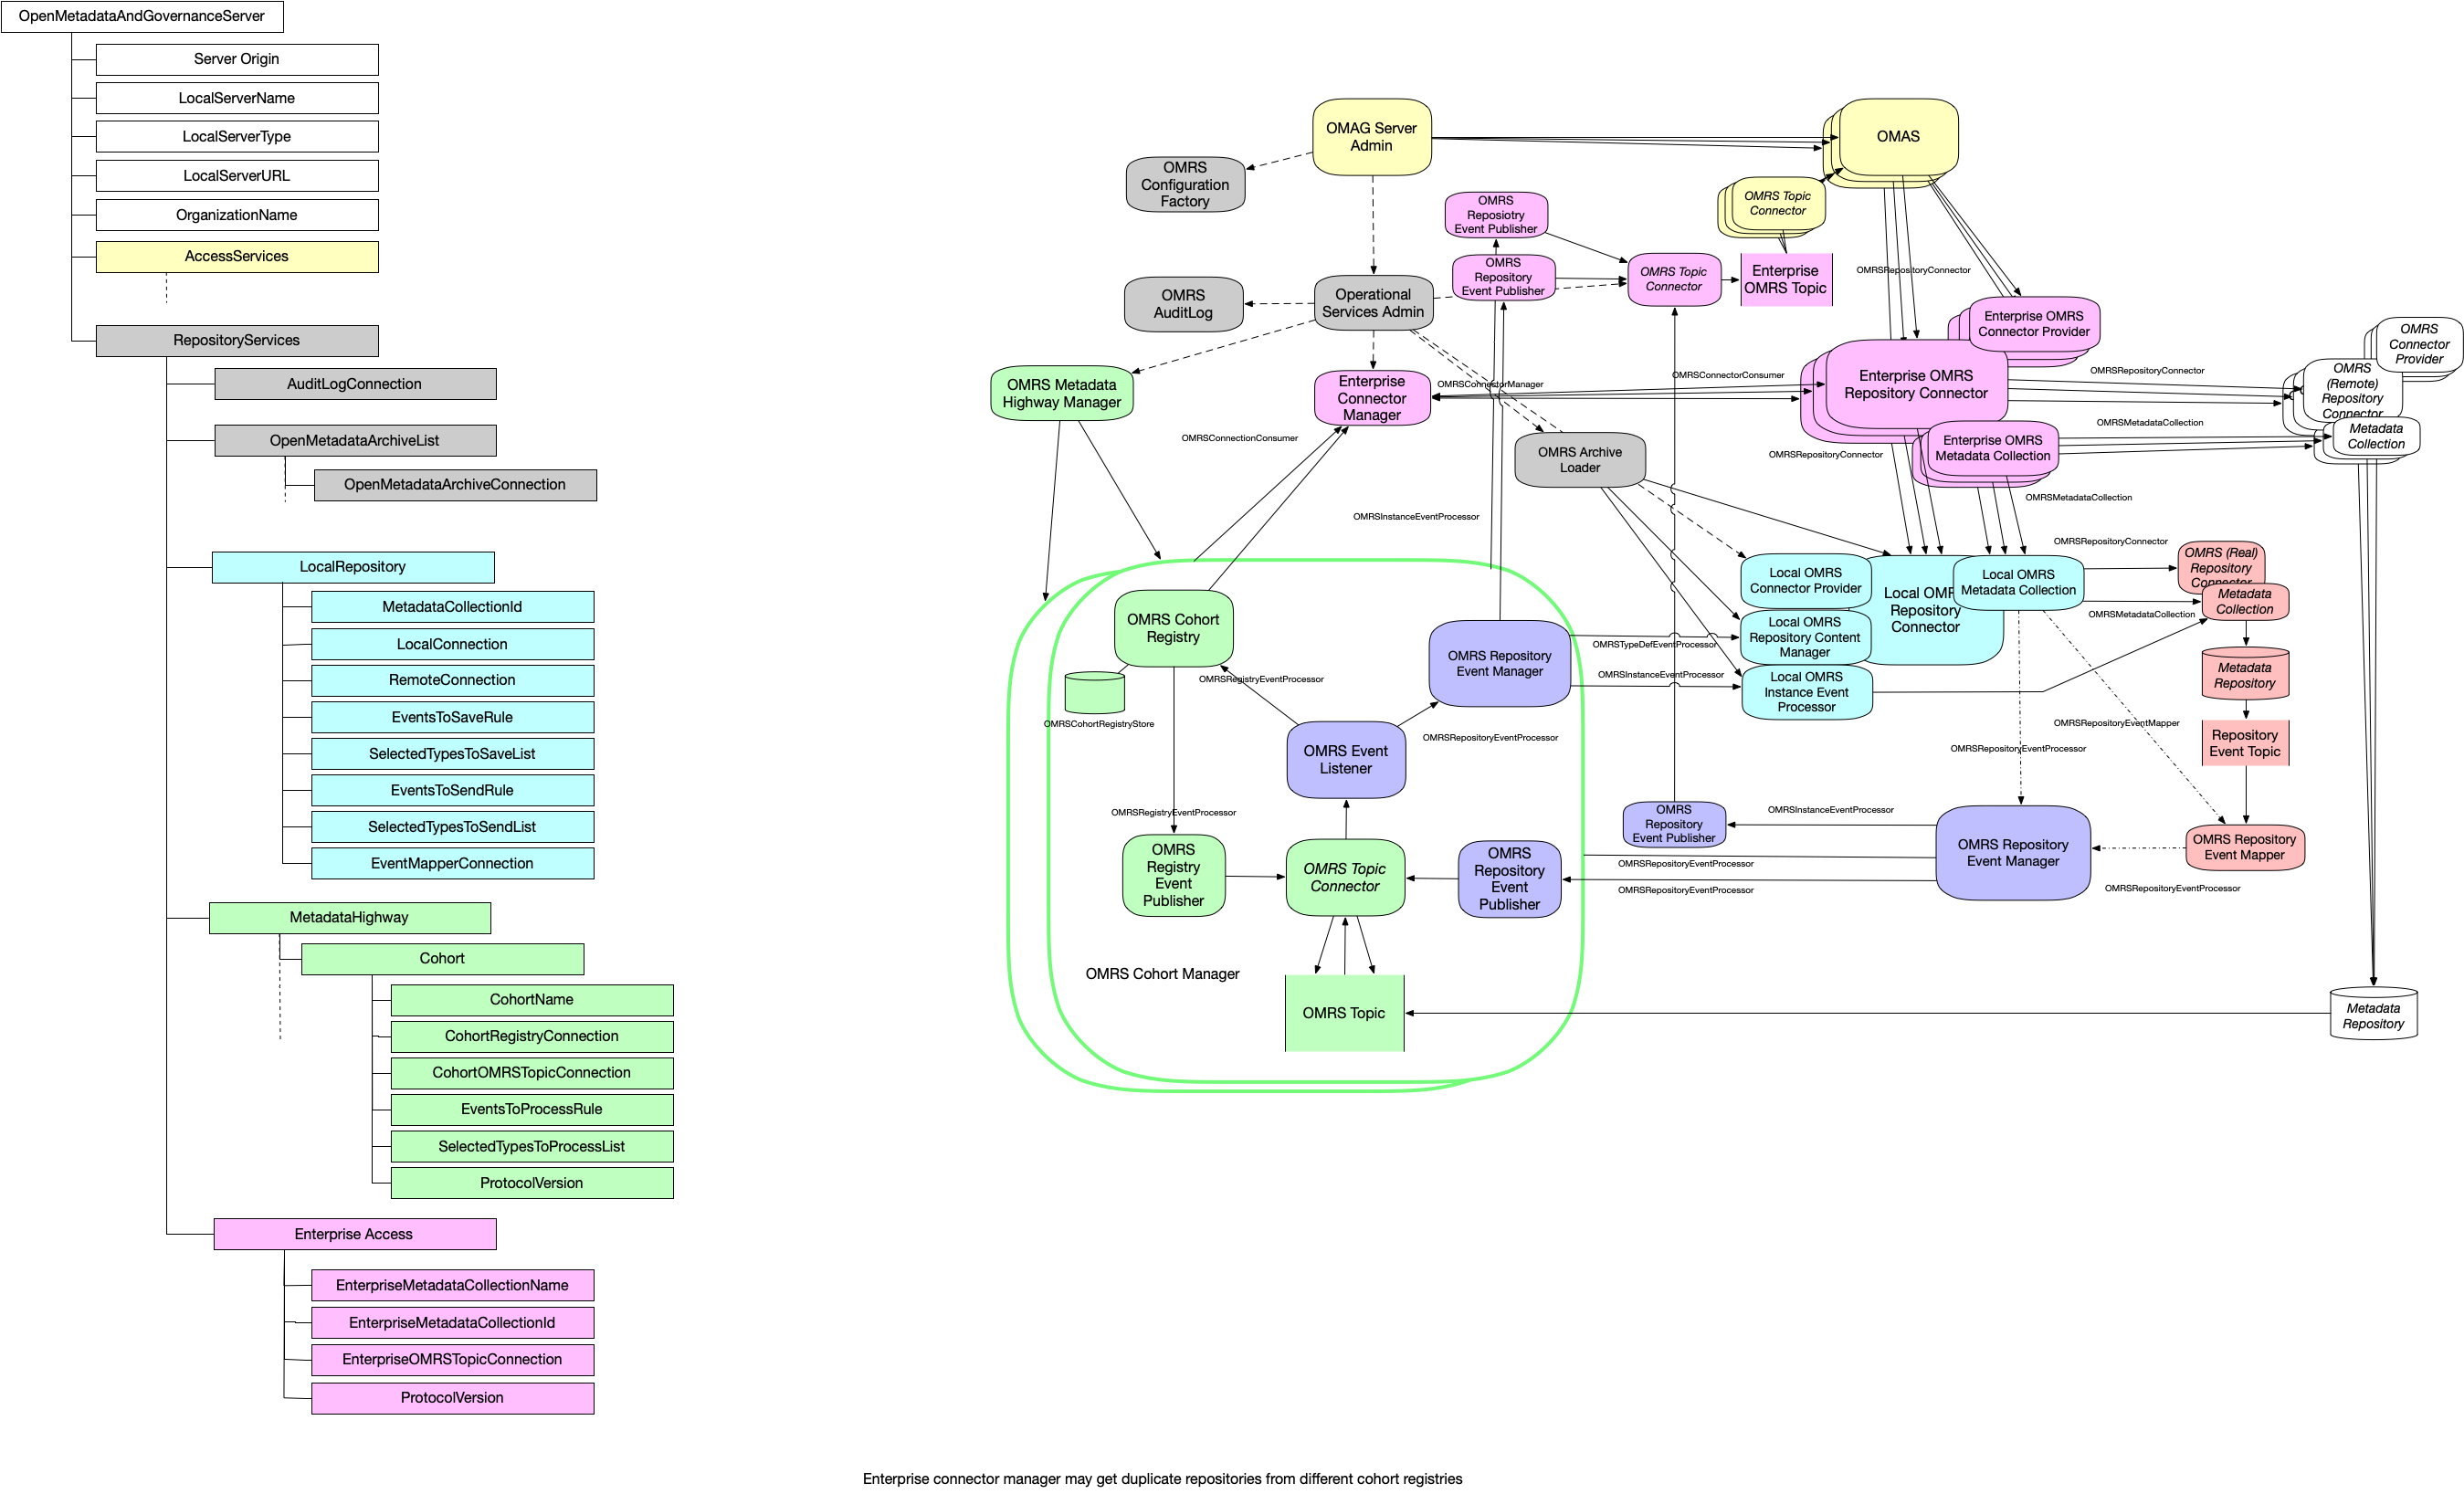 OpenMetadataAndGovernanceServer
Server Origin
LocalServerName
LocalServerType
LocalServerURL
OrganizationName
AccessServices
RepositoryServices
AuditLogConnection
OpenMetadataArchiveList
OpenMetadataArchiveConnection
LocalRepository
MetadataCollectionId
LocalConnection
RemoteConnection
EventsToSaveRule
SelectedTypesToSaveList
EventsToSendRule
SelectedTypesToSendList
EventMapperConnection
MetadataHighway
Cohort
CohortName
CohortRegistryConnection
CohortOMRSTopicConnection
EventsToProcessRule
SelectedTypesToProcessList
ProtocolVersion
Enterprise Access
EnterpriseMetadataCollectionName
EnterpriseMetadataCollectionId
EnterpriseOMRSTopicConnection
ProtocolVersion
OMAG Server
Admin
OMAS
OMRS
Configuration
Factory
OMRS
Reposiotry
Event Publisher
OMRS Topic
Connector
OMRS
Repository
Event Publisher
OMRS Topic
Connector
Enterprise
OMRS Topic
OMRSRepositoryConnector
OMRS
AuditLog
Operational
Services Admin
Enterprise OMRS
Connector Provider
OMRS
Connector
Provider
OMRS Metadata
Highway Manager
Enterprise
Connector
Manager
OMRSConnectorManager
OMRSConnectorConsumer
Enterprise OMRS
Repository Connector
OMRSRepositoryConnector
OMRS
(Remote)
Repository
Connector
OMRSMetadataCollection
Metadata
Collection
OMRSConnectionConsumer
OMRS Archive
Loader
OMRSRepositoryConnector
Enterprise OMRS
Metadata Collection
OMRSMetadataCollection
OMRSInstanceEventProcessor
OMRSRepositoryConnector
OMRS (Real)
Repository
Connector
Local OMRS
Connector Provider
Local OMRS
Repository
Connector
Local OMRS
Metadata Collection
Metadata
Collection
OMRSMetadataCollection
OMRS Cohort
Registry
Local OMRS
Repository Content
Manager
OMRSTypeDefEventProcessor
OMRS Repository
Event Manager
OMRSInstanceEventProcessor
Local OMRS
Instance Event
Processor
Metadata
Repository
OMRSRegistryEventProcessor
OMRSCohortRegistryStore
OMRSRepositoryEventMapper
OMRSRepositoryEventProcessor
OMRSRepositoryEventProcessor
Repository
Event Topic
OMRS Event
Listener
OMRSRegistryEventProcessor
OMRS
Repository
Event Publisher
OMRSInstanceEventProcessor
OMRS Repository
Event Manager
OMRS Repository
Event Mapper
OMRS
Registry
Event
Publisher
OMRS Topic
Connector
OMRS
Repository
Event
Publisher
OMRSRepositoryEventProcessor
OMRSRepositoryEventProcessor
OMRSRepositoryEventProcessor
OMRS Cohort Manager
OMRS Topic
Metadata
Repository
Enterprise connector manager may get duplicate repositories from different cohort registries